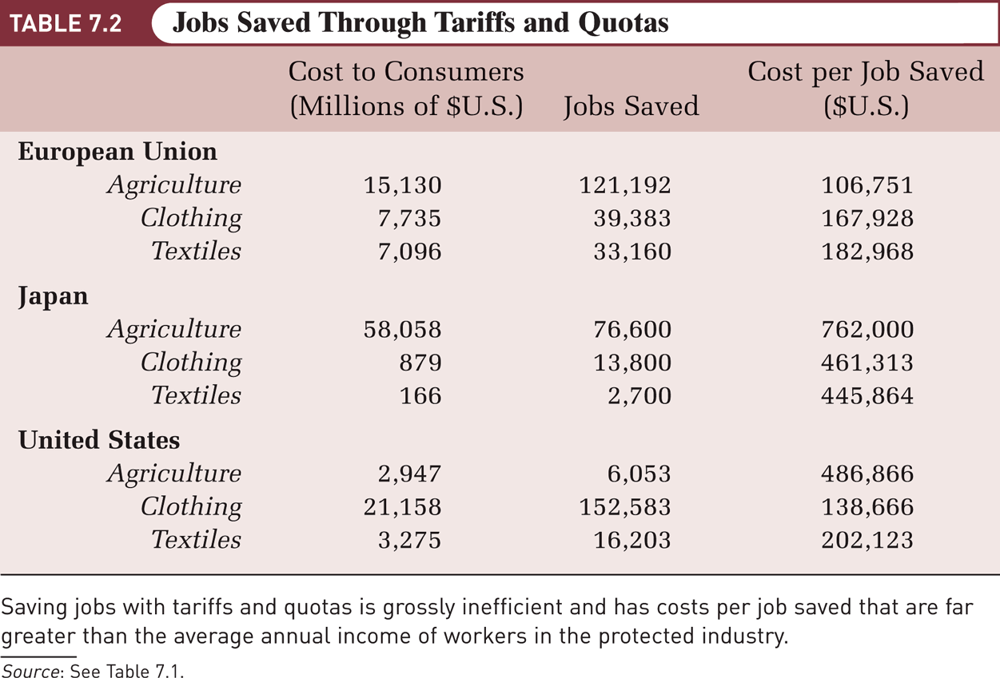 TABLE 7.2 Jobs Saved Through Tariffs and Quotas
Cost to Consumers Cost per Job Saved
(Millions of $U.S.) Jobs Saved ($U.S.)
European Union
Agriculture 15,130 121,192 106,751
Clothing 7,735 39,383 167,928
Textiles 7,096 33,160 182,968
Japan
Agriculture 58,058 76,600 762,000
Clothing 879 13,800 461,313
Textiles 166 2,700 445,864
United States
Agriculture 2,947 6,053 486,866
Clothing 21,158 152,583 138,666
Textiles 3,275 16,203 202,123
Saving jobs with tariffs and quotas is grossly inefficient and has costs per job saved that are far
greater than the average annual income of workers in the protected industry.
Source: See Table 7.1.